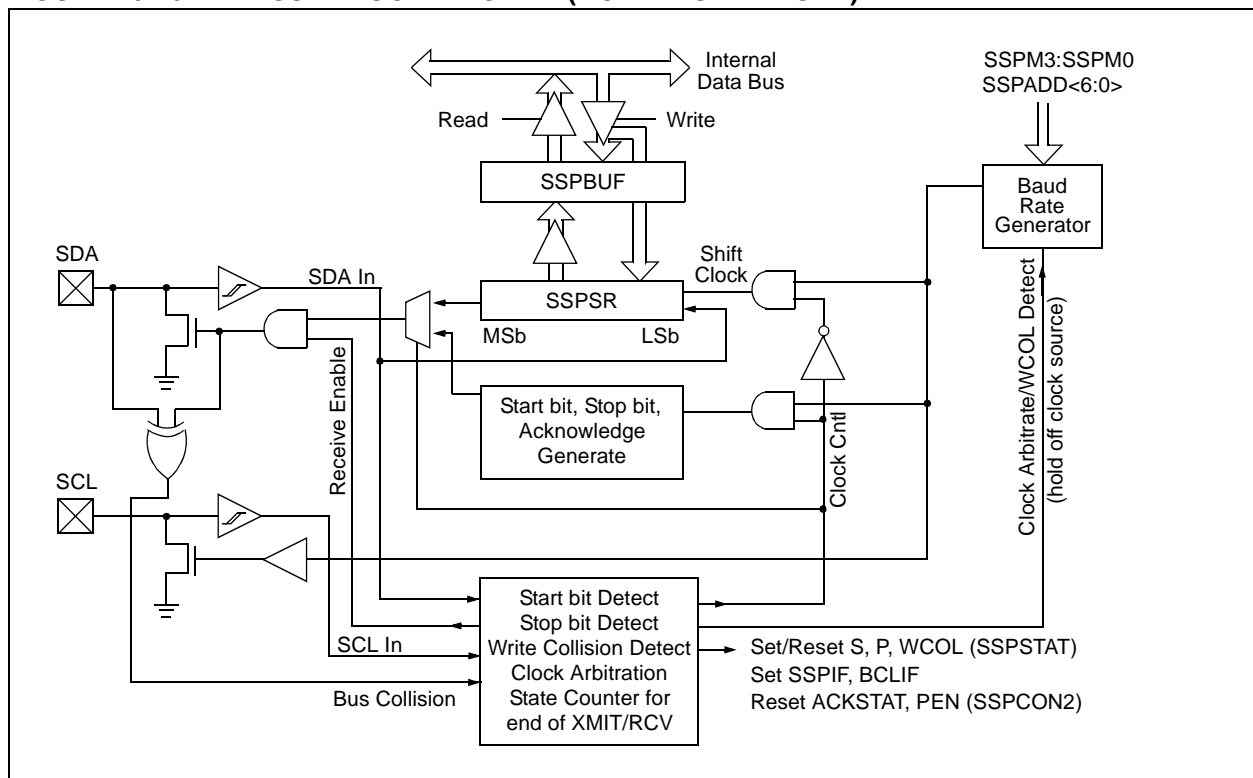 Internal
Data Bus
SSPM3:SSPM0
SSPADD<6:0>
Read
Write
SSPBUF
Baud
Rate
Generator
SDA
SDA In
Shift
Clock
SSPSR
MSb
LSb
Start bit, Stop bit,
Acknowledge
Generate
Receive Enable
Clock Cntl
Clock Arbitrate/WCOL Detect
(hold off clock source)
SCL
SCL In
Bus Collision
Start bit Detect
Stop bit Detect
Write Collision Detect
Clock Arbitration
State Counter for
end of XMIT/RCV
Set/Reset S, P, WCOL (SSPSTAT)
Set SSPIF, BCLIF
Reset ACKSTAT, PEN (SSPCON2)